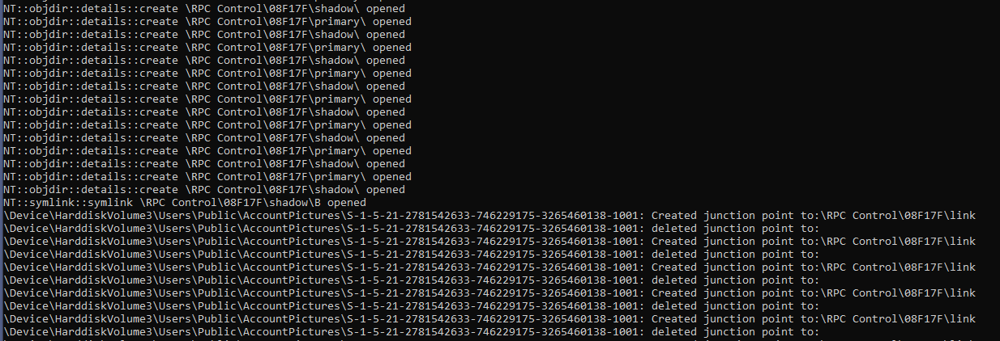 NT::objdir::details::create \RPC Control\08F17F\shadow\ opened
NT::objdir::details::create \RPC Control\08F17F\primary\ opened
NT::objdir::details::create \RPC Control\08F17F\shadow\ opened
NT::objdir::details::create \RPC Control\08F17F\primary\ opened
NT::objdir::details::create \RPC Control\08F17F\shadow\ opened
NT::objdir::details::create \RPC Control\08F17F\primary\ opened
NT::objdir::details::create \RPC Control\08F17F\shadow\ opened
NT::objdir::details::create \RPC Control\08F17F\primary\ opened
NT::objdir::details::create \RPC Control\08F17F\shadow\ opened
NT::objdir::details::create \RPC Control\08F17F\primary\ opened
NT::objdir::details::create \RPC Control\08F17F\shadow\ opened
NT::objdir::details::create \RPC Control\08F17F\primary\ opened
NT::objdir::details::create \RPC Control\08F17F\shadow\ opened
NT::objdir::details::create \RPC Control\08F17F\primary\ opened
NT::objdir::details::create \RPC Control\08F17F\shadow\ opened
NT::symlink::symlink \RPC Control\08F17F\shadow\B opened
\Device\HarddiskVolume3\Users\Public\AccountPictures\S-1-5-21-2781542633-746229175-3265460138-1001: Created junction point to:\RPC Control\08F17F\link
\Device\HarddiskVolume3\Users\Public\AccountPictures\S-1-5-21-2781542633-746229175-3265460138-1001: deleted junction point to:
\Device\HarddiskVolume3\Users\Public\AccountPictures\S-1-5-21-2781542633-746229175-3265460138-1001: Created junction point to:\RPC Control\08F17F\link
\Device\HarddiskVolume3\Users\Public\AccountPictures\S-1-5-21-2781542633-746229175-3265460138-1001: deleted junction point to:
\Device\HarddiskVolume3\Users\Public\AccountPictures\S-1-5-21-2781542633-746229175-3265460138-1001: Created junction point to:\RPC Control\08F17F\link
\Device\HarddiskVolume3\Users\Public\AccountPictures\S-1-5-21-2781542633-746229175-3265460138-1001: deleted junction point to:
\Device\HarddiskVolume3\Users\Public\AccountPictures\S-1-5-21-2781542633-746229175-3265460138-1001: Created junction point to:\RPC Control\08F17F\link
\Device\HarddiskVolume3\Users\Public\AccountPictures\S-1-5-21-2781542633-746229175-3265460138-1001: deleted junction point to:
\Device\HarddiskVolume3\Users\Public\AccountPictures\S-1-5-21-2781542633-746229175-3265460138-1001: Created junction point to:\RPC Control\08F17F\link
\Device\HarddiskVolume3\Users\Public\AccountPictures\S-1-5-21-2781542633-746229175-3265460138-1001: deleted junction point to: